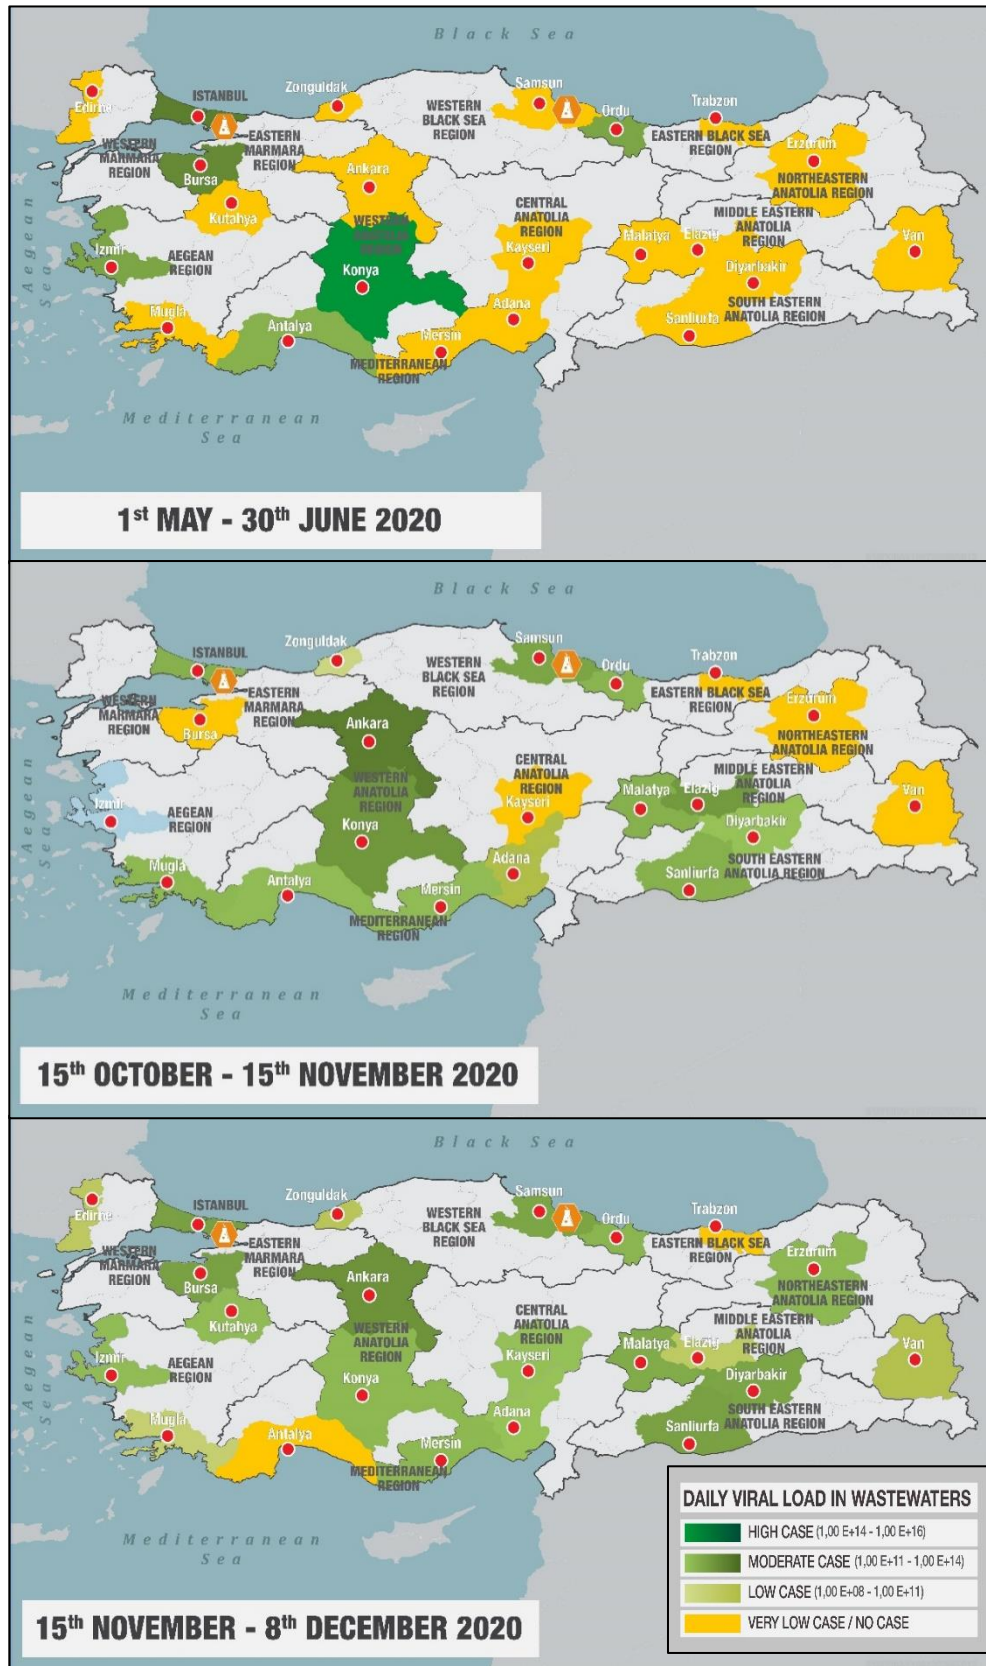 Black Sea
Zonguldak
Samsun
Edirne
ISTANBUL
WESTERN
BLACK SEA
REGION
Ordu
Trabzon
EASTERN BLACK SEA
REGION
WESTERN
MARMARA REGION
EASTERN
MARMARA
REGION
Bursa
Ankara
Erzurum
NORTHEASTERN
ANATOLIA REGION
Kutahya
CENTRAL
ANATOLIA
REGION
MIDDLE EASTERN
ANATOLIA
REGION
Aegean
Sea
Izmir
AEGEAN
REGION
WESTERN
Kayseri
Malatya
Elazig
Van
Konya
Diyarbakir
SOUTH EASTERN
ANATOLIA REGION
Mugla
Antalya
Mersin
Adana
Sanliurfa
MEDITERRANEAN
REGION
Mediterranean
Sea
1st MAY - 30th JUNE 2020
Black Sea
Zonguldak
Samsun
ISTANBUL
WESTERN
BLACK SEA
REGION
Ordu
Trabzon
EASTERN BLACK SEA
REGION
WESTERN
MARMARA REGION
EASTERN
MARMARA
REGION
Bursa
Ankara
Erzurum
NORTHEASTERN
ANATOLIA REGION
CENTRAL
ANATOLIA
REGION
MIDDLE EASTERN
ANATOLIA
REGION
Aegean
Sea
Izmir
AEGEAN
REGION
WESTERN
ANATOLIA
REGION
Kayseri
Malatya
Elazig
Van
Konya
Diyarbakir
SOUTH EASTERN
ANATOLIA REGION
Mugla
Antalya
Mersin
Adana
Sanliurfa
MEDITERRANEAN
REGION
Mediterranean
Sea
15th OCTOBER - 15th NOVEMBER 2020
Black Sea
Zonguldak
Samsun
Edirne
ISTANBUL
WESTERN
BLACK SEA
REGION
Ordu
Trabzon
EASTERN BLACK SEA
REGION
WESTERN
MARMARA REGION
EASTERN
MARMARA
REGION
Bursa
Ankara
Erzurum
NORTHEASTERN
ANATOLIA REGION
Kutahya
CENTRAL
ANATOLIA
REGION
MIDDLE EASTERN
ANATOLIA
REGION
Aegean
Sea
Izmir
AEGEAN
REGION
WESTERN
ANATOLIA
REGION
Kayseri
Malatya
Elazig
Van
Konya
Diyarbakir
SOUTH EASTERN
ANATOLIA REGION
Mugla
Antalya
Mersin
Adana
Sanliurfa
MEDITERRANEAN
REGION
Mediterranean
Sea
15th NOVEMBER - 8th DECEMBER 2020
DAILY VIRAL LOAD IN WASTEWATERS
HIGH CASE (1,00 E+14 - 1,00 E+16)
MODERATE CASE (1,00 E+11 - 1,00 E+14)
LOW CASE (1,00 E+08 - 1,00 E+11)
VERY LOW CASE / NO CASE